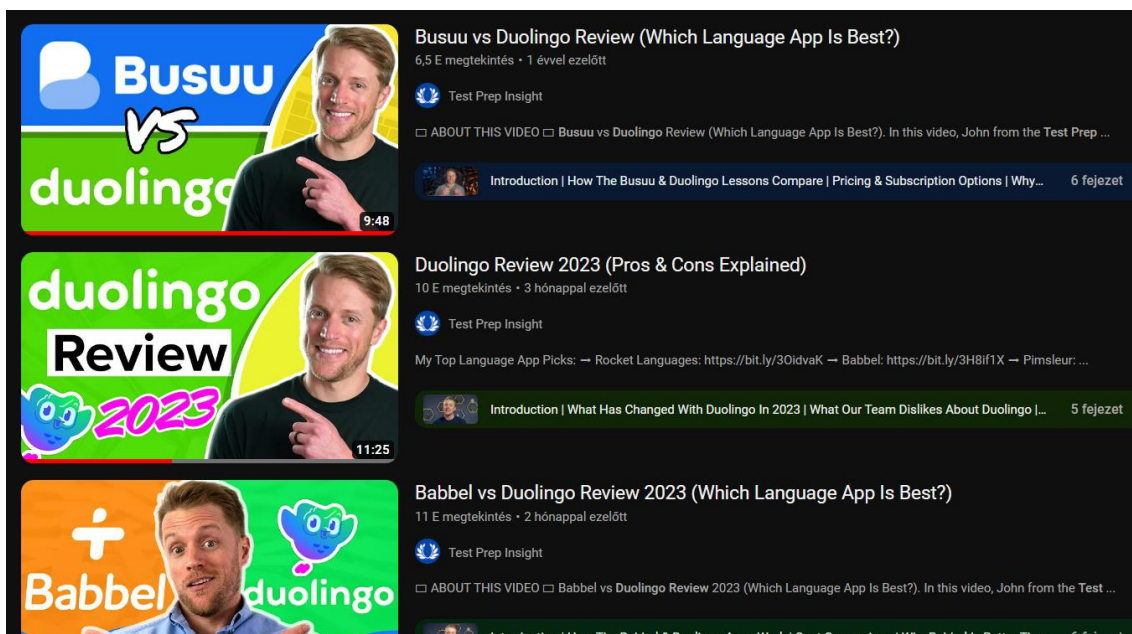 Busuu
VS
duolingo
9:48
Busuu vs Duolingo Review (Which Language App Is Best?)
6,5 E megtekintés • 1 évvel ezelőtt
Test Prep Insight
□ ABOUT THIS VIDEO □ Busuu vs Duolingo Review (Which Language App Is Best?). In this video, John from the Test Prep ...
Introduction | How The Busuu & Duolingo Lessons Compare | Pricing & Subscription Options | Why... 6 fejezet
duolingo
Review
2023
11:25
Duolingo Review 2023 (Pros & Cons Explained)
10 E megtekintés • 3 hónappal ezelőtt
Test Prep Insight
My Top Language App Picks: → Rocket Languages: https://bit.ly/3OidvaK → Babbel: https://bit.ly/3H8if1X → Pimsleur: ...
Introduction | What Has Changed With Duolingo In 2023 | What Our Team Dislikes About Duolingo |... 5 fejezet
Babbel
duolingo
Babbel vs Duolingo Review 2023 (Which Language App Is Best?)
11 E megtekintés • 2 hónappal ezelőtt
Test Prep Insight
□ ABOUT THIS VIDEO □ Babbel vs Duolingo Review 2023 (Which Language App Is Best?). In this video, John from the Test ...